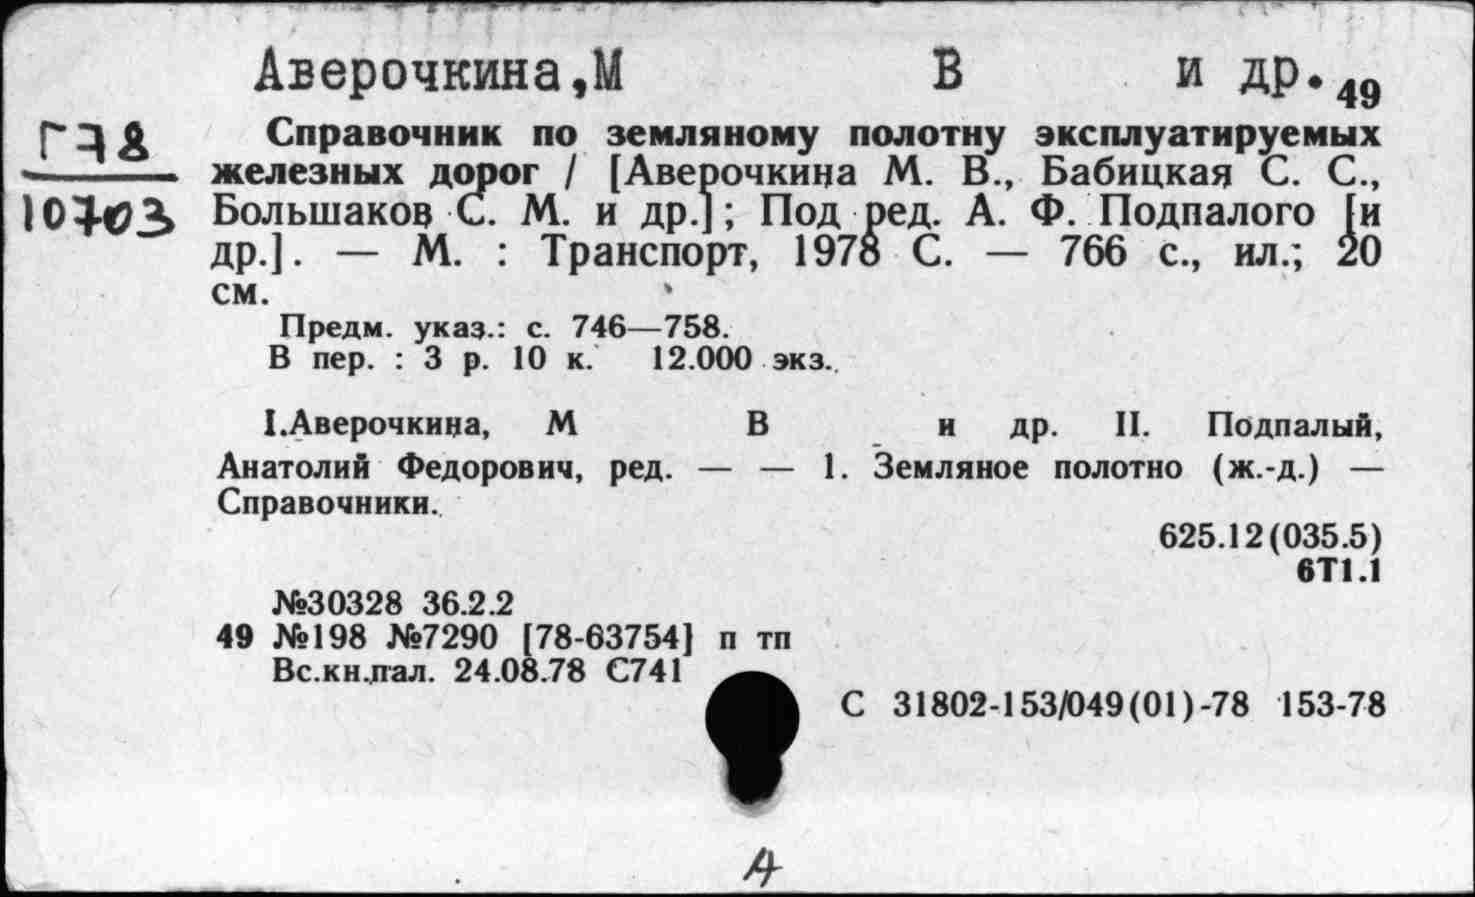 Аверочкина,М В и др. 49
Г78
10703
Справочник по земляному полотну эксплуатируемых
железных дорог / [Аверочкина М. В., Бабицкая С. С.,
Большаков С. М. и др.]; Под ред. А. Ф. Подпалого [и
др.]. — М. : Транспорт, 1978 С. — 766 с., ил.; 20
см.
Предм. указ.: с. 746—758.
В пер. : 3 р. 10 к. 12.000 экз.
I.Аверочкина, М В и др. II. Подпалый,
Анатолий Федорович, ред. — — 1. Земляное полотно (ж.-д.) —
Справочники.
625.12(035.5)
6Т1.1
№30328 36.2.2
49 №198 №7290 [78-63754] п тп
Вс.кн.пал. 24.08.78 С741
С 31802-153/049(01)-78 153-78
А